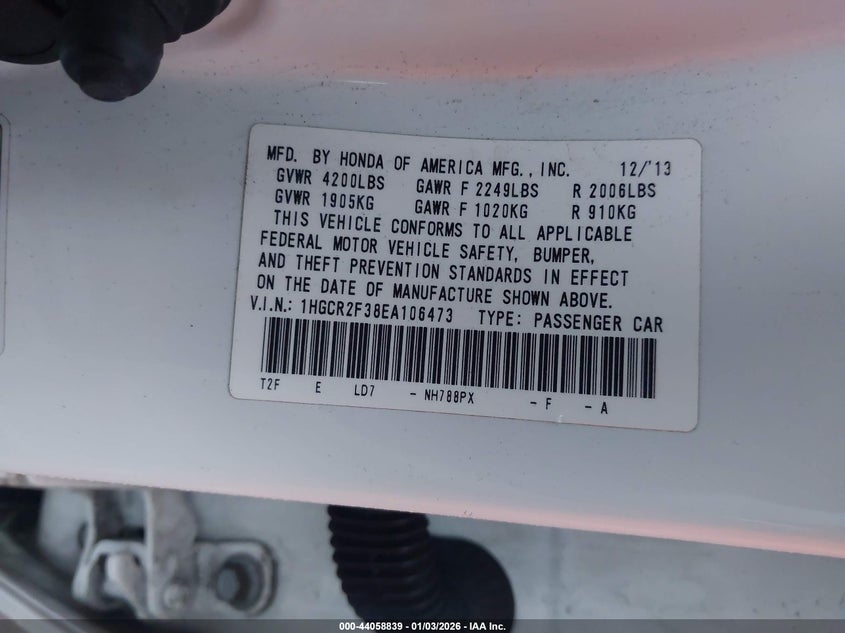 MFD. BY HONDA OF AMERICA MFG., INC. 12/'13
GVWR 4200LBS GAWR F 2249LBS R 2006LBS
GVWR 1905KG GAWR F 1020KG R 910KG
THIS VEHICLE CONFORMS TO ALL APPLICABLE
FEDERAL MOTOR VEHICLE SAFETY, BUMPER,
AND THEFT PREVENTION STANDARDS IN EFFECT
ON THE DATE OF MANUFACTURE SHOWN ABOVE.
V.I.N.: 1HGCR2F38EA106473 TYPE: PASSENGER CAR
T2F E LD7 - NH788PX - F - A
000-44058839 - 01/03/2026 - IAA Inc.